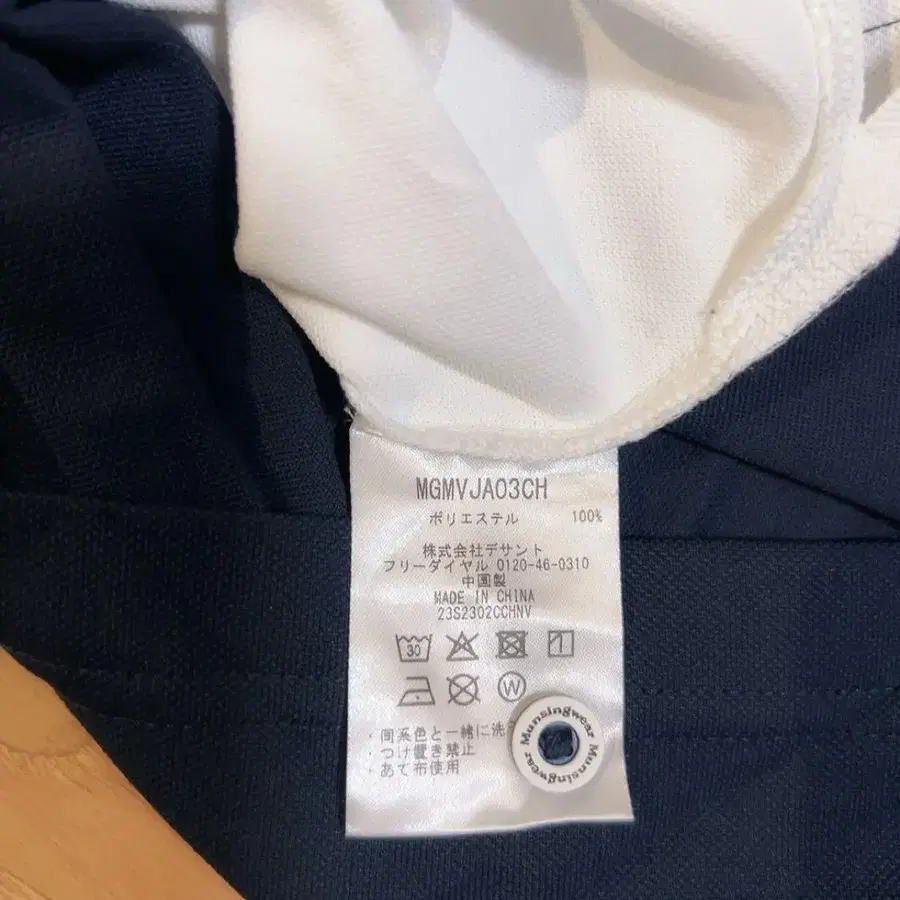 MGMVJA03CH
ポリエステル 100%
株式会社デサント
フリーダイヤル 0120-46-0310
中国製
MADE IN CHINA
23S2302CCHNV
30
W
・同系色と一緒に洗
・つけ置き禁止
・あて布使用
Munsingwear Munsingwear